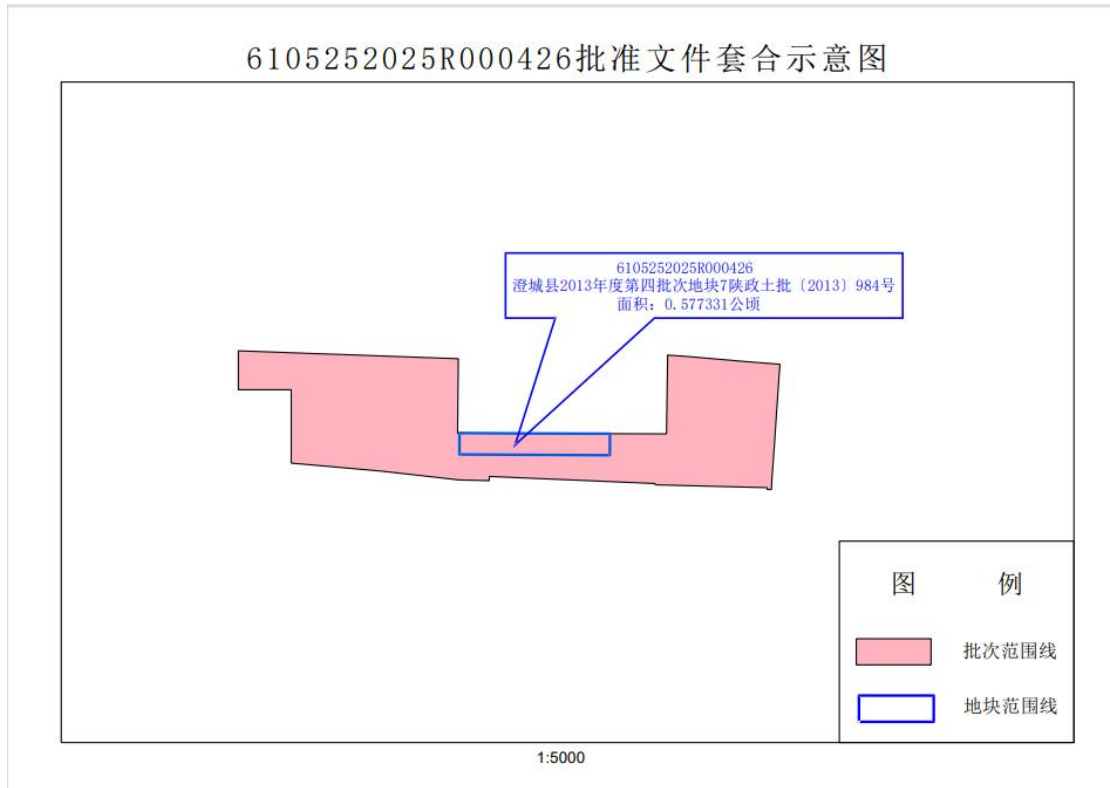 6105252025R000426批准文件套合示意图
6105252025R000426
澄城县2013年度第四批次地块7陕政土批〔2013〕984号
面积：0.577331公顷
图 例
批次范围线
地块范围线
1:5000